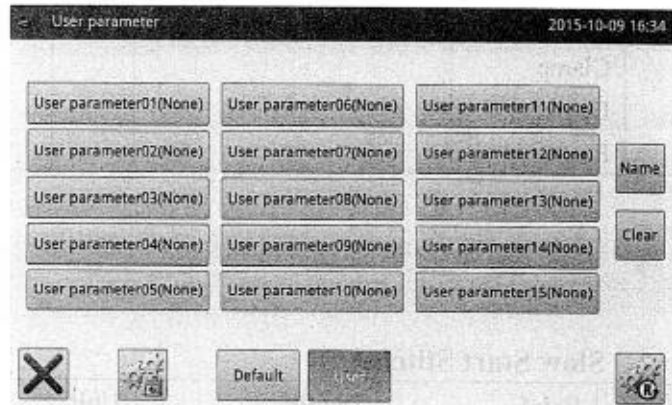 User parameter
2015-10-09 16:34
User parameter01(None) User parameter06(None) User parameter11(None)
User parameter02(None) User parameter07(None) User parameter12(None)
User parameter03(None) User parameter08(None) User parameter13(None)
User parameter04(None) User parameter09(None) User parameter14(None)
User parameter05(None) User parameter10(None) User parameter15(None)
Name
Clear
Default
R